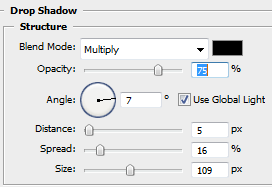 Drop Shadow
Structure
Blend Mode: Multiply
Opacity: 75 %
Angle: 7 ° Use Global Light
Distance: 5 px
Spread: 16 %
Size: 109 px